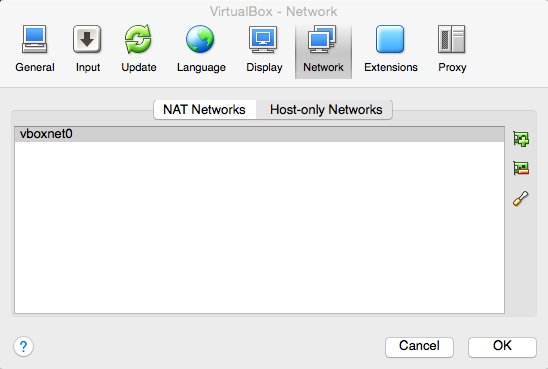 VirtualBox - Network
General Input Update Language Display Network Extensions Proxy
NAT Networks Host-only Networks
vboxnet0
? Cancel OK